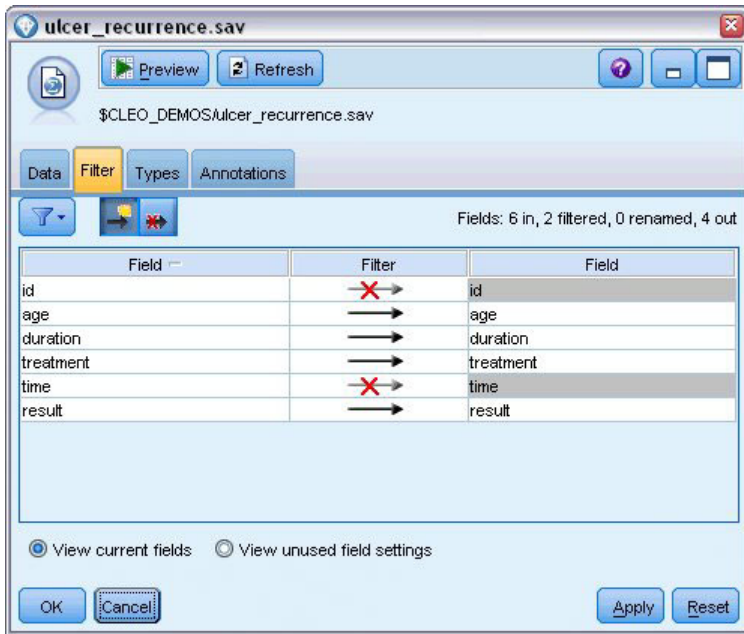 ulcer_recurrence.sav
Preview Refresh
$CLEO_DEMOS/ulcer_recurrence.sav
Data Filter Types Annotations
Fields: 6 in, 2 filtered, 0 renamed, 4 out
Field Filter Field
id id
age age
duration duration
treatment treatment
time time
result result
View current fields View unused field settings
OK Cancel Apply Reset